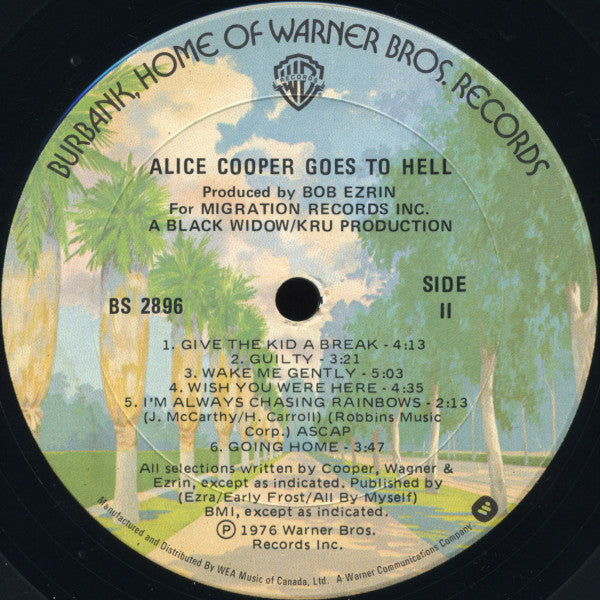 BURBANK, HOME OF WARNER BROS. RECORDS
RECORDS
ALICE COOPER GOES TO HELL
Produced by BOB EZRIN
For MIGRATION RECORDS INC.
A BLACK WIDOW/KRU PRODUCTION
BS 2896
SIDE
II
1. GIVE THE KID A BREAK - 4:13
2. GUILTY - 3:21
3. WAKE ME GENTLY - 5:03
4. WISH YOU WERE HERE - 4:35
5. I'M ALWAYS CHASING RAINBOWS - 2:13
(J. McCarthy/H. Carroll) (Robbins Music
Corp.) ASCAP
6. GOING HOME - 3:47
All selections written by Cooper, Wagner &
Ezrin, except as indicated. Published by
(Ezra/Early Frost/All By Myself)
BMI, except as indicated.
Ⓟ 1976 Warner Bros.
Records Inc.
Manufactured and Distributed By WEA Music of Canada, Ltd. A Warner Communications Company